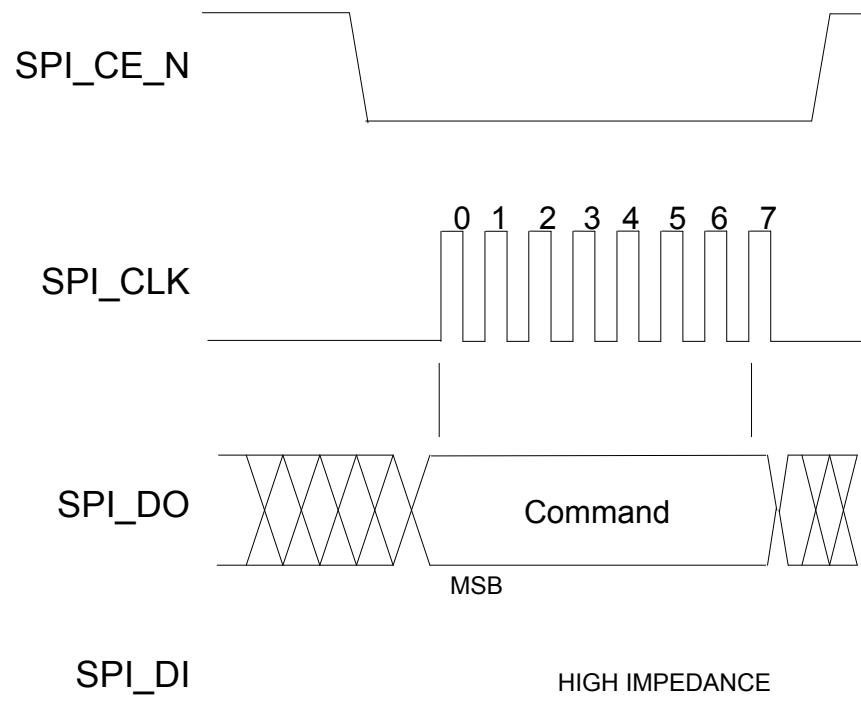 SPI_CE_N
0 1 2 3 4 5 6 7
SPI_CLK
SPI_DO
Command
MSB
SPI_DI
HIGH IMPEDANCE